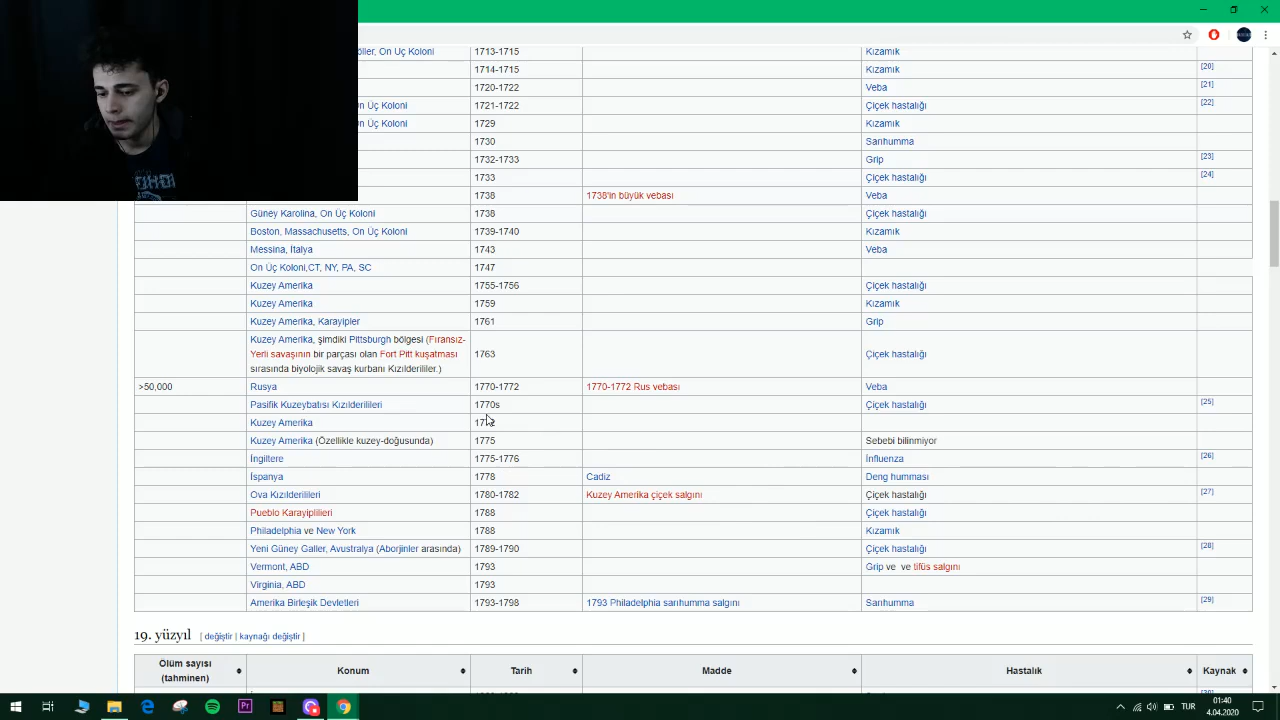 öller, On Üç Koloni 1713-1715 Kızamık
1714-1715 Kızamık [20]
1720-1722 Veba [21]
On Üç Koloni 1721-1722 Çiçek hastalığı [22]
On Üç Koloni 1729 Kızamık
1730 Sarıhumma
1732-1733 Grip [23]
1733 Çiçek hastalığı [24]
1738 1738'in büyük vebası Veba
Güney Karolina, On Üç Koloni 1738 Çiçek hastalığı
Boston, Massachusetts, On Üç Koloni 1739-1740 Kızamık
Messina, İtalya 1743 Veba
On Üç Koloni,CT, NY, PA, SC 1747
Kuzey Amerika 1755-1756 Çiçek hastalığı
Kuzey Amerika 1759 Kızamık
Kuzey Amerika, Karayipler 1761 Grip
Kuzey Amerika, şimdiki Pittsburgh bölgesi (Fransız-
Yerli savaşının bir parçası olan Fort Pitt kuşatması 1763 Çiçek hastalığı
sırasında biyolojik savaş kurbanı Kızılderililer.)
>50,000 Rusya 1770-1772 1770-1772 Rus vebası Veba
Pasifik Kuzeybatısı Kızılderilileri 1770s Çiçek hastalığı [25]
Kuzey Amerika
Kuzey Amerika (Özellikle kuzey-doğusunda) 1775 Sebebi bilinmiyor
İngiltere 1775-1776 İnfluenza [26]
İspanya 1778 Cadiz Deng humması
Ova Kızılderilileri 1780-1782 Kuzey Amerika çiçek salgını Çiçek hastalığı [27]
Pueblo Karayiplilieri 1788 Çiçek hastalığı
Philadelphia ve New York 1788 Kızamık
Yeni Güney Galler, Avustralya (Aborjinler arasında) 1789-1790 Çiçek hastalığı [28]
Vermont, ABD 1793 Grip ve ve tifüs salgını
Virginia, ABD 1793
Amerika Birleşik Devletleri 1793-1798 1793 Philadelphia sarıhumma salgını Sarıhumma [29]
19. yüzyıl [ değiştir | kaynağı değiştir ]
Ölüm sayısı
(tahminen) Konum Tarih Madde Hastalık Kaynak
TUR 01:40
4.04.2020